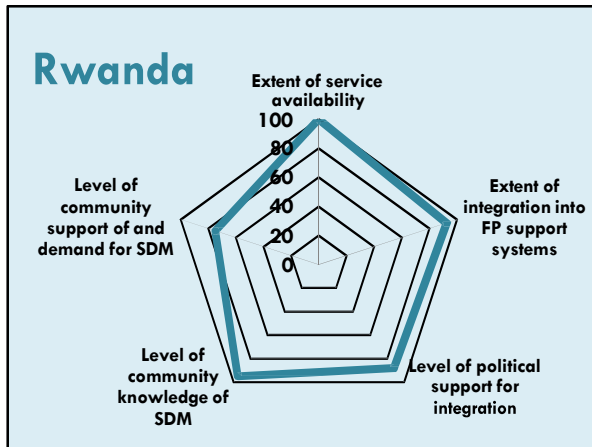 Rwanda
Extent of service
availability
100
80
60
40
20
0
Extent of
integration into
FP support
systems
Level of political
support for
integration
Level of
community
knowledge of
SDM
Level of
community
support of and
demand for SDM